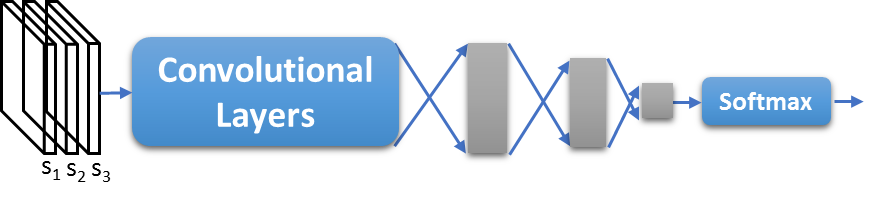 Convolutional
Layers
Softmax
s₁ s₂ s₃